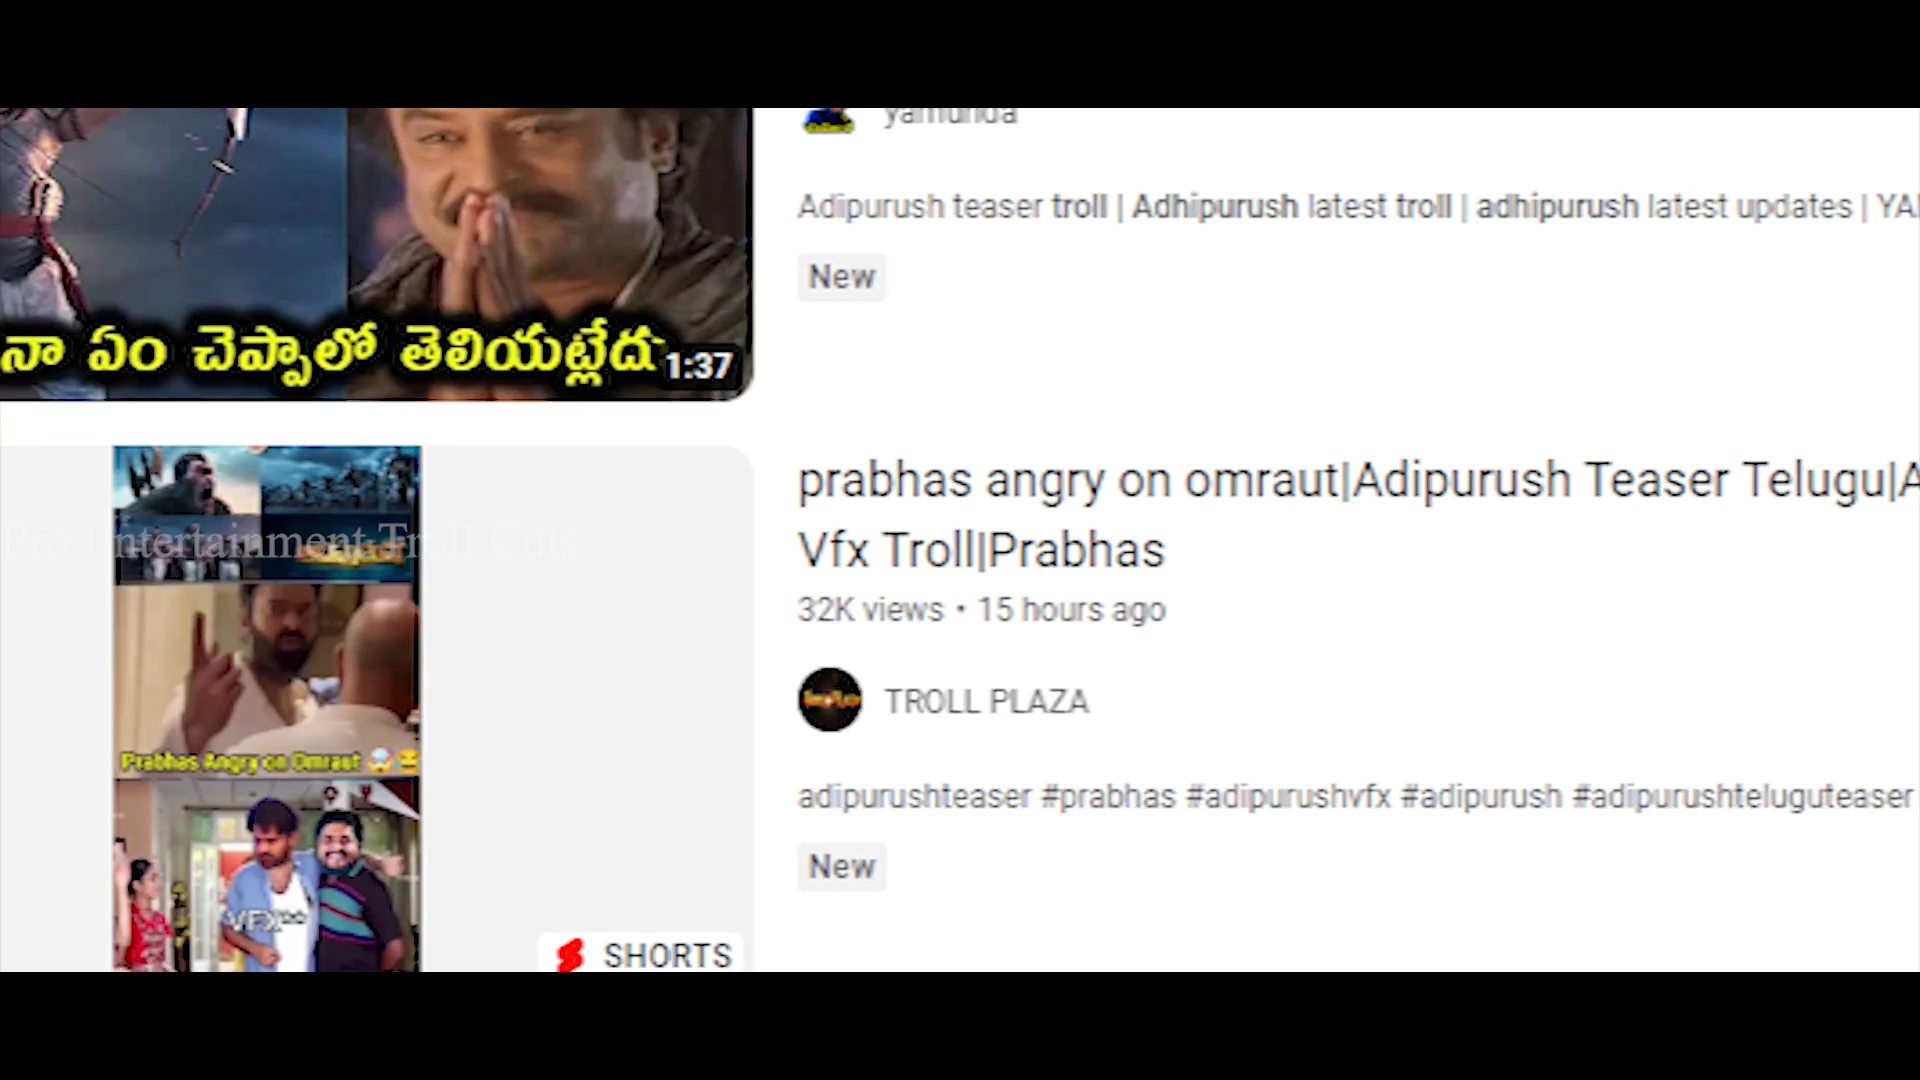 yamunda
Adipurush teaser troll | Adhipurush latest troll | adhipurush latest updates | YA
New
నా ఏం చెప్పాలో తెలియట్లేదు
1:37
prabhas angry on omraut|Adipurush Teaser Telugu|A
Vfx Troll|Prabhas
32K views • 15 hours ago
Pro Entertainment Troll Cuts
TROLL PLAZA
Prabhas Angry on Omraut
adipurushteaser #prabhas #adipurushvfx #adipurush #adipurushteluguteaser
New
VFX
SHORTS